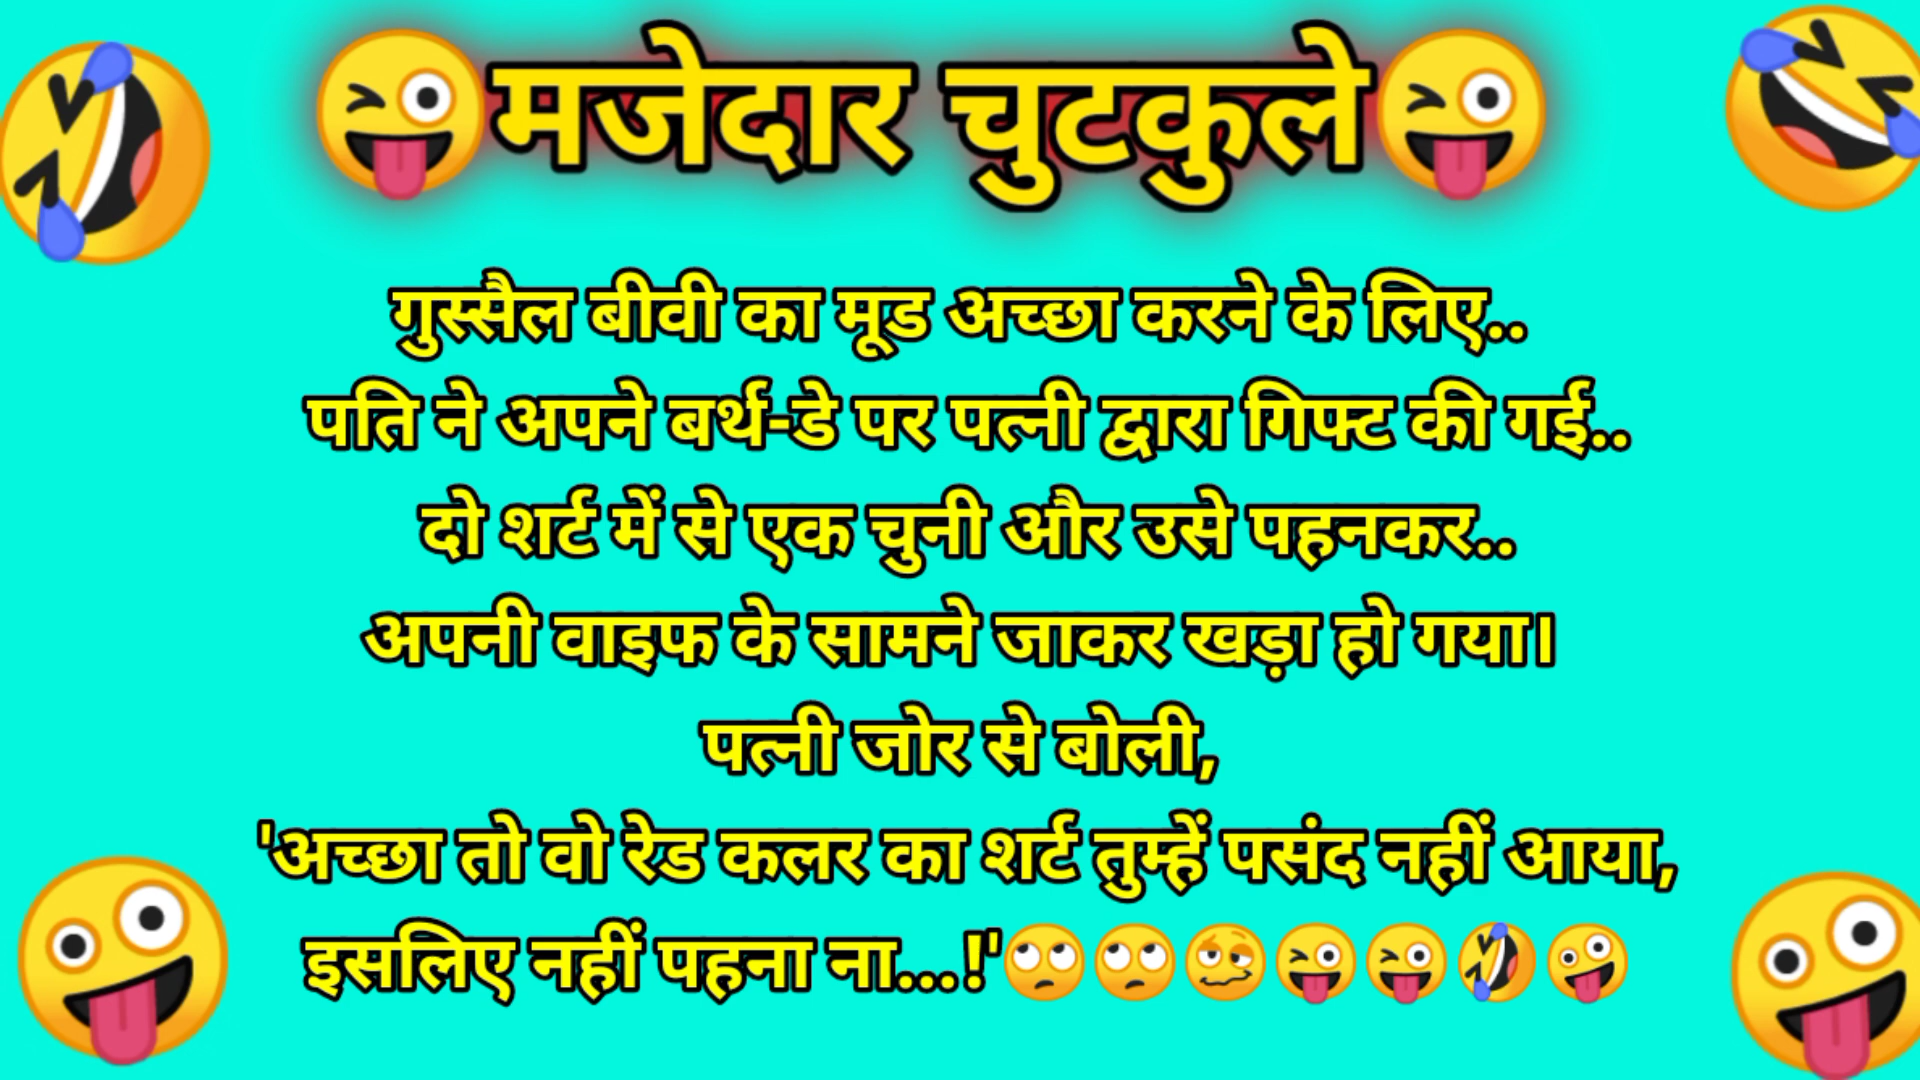 😜मजेदार चुटकुले😜
गुस्सैल बीवी का मूड अच्छा करने के लिए..
पति ने अपने बर्थ-डे पर पत्नी द्वारा गिफ्ट की गई..
दो शर्ट में से एक चुनी और उसे पहनकर..
अपनी वाइफ के सामने जाकर खड़ा हो गया।
पत्नी जोर से बोली,
'अच्छा तो वो रेड कलर का शर्ट तुम्हें पसंद नहीं आया,
इसलिए नहीं पहना ना...!'🙄🙄🥴😜😜🤣🤪